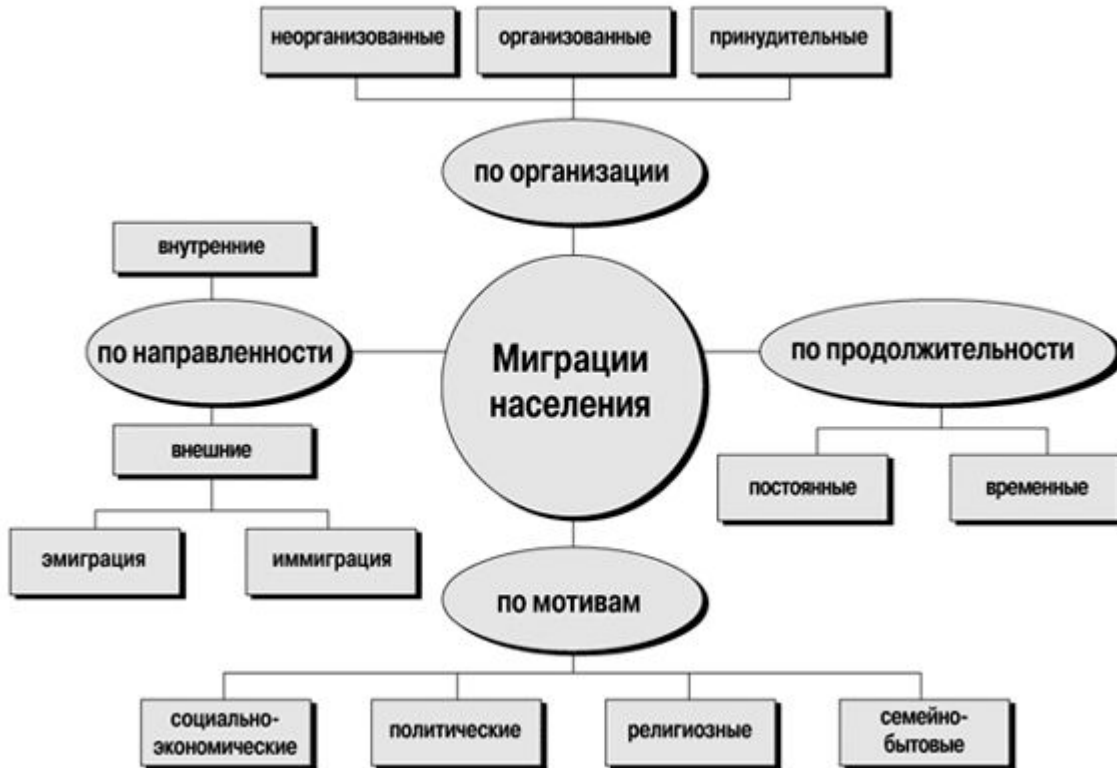 неорганизованные
организованные
принудительные
по организации
внутренние
по направленности
внешние
эмиграция
иммиграция
Миграции
населения
по продолжительности
постоянные
временные
по мотивам
социально-
экономические
политические
религиозные
семейно-
бытовые